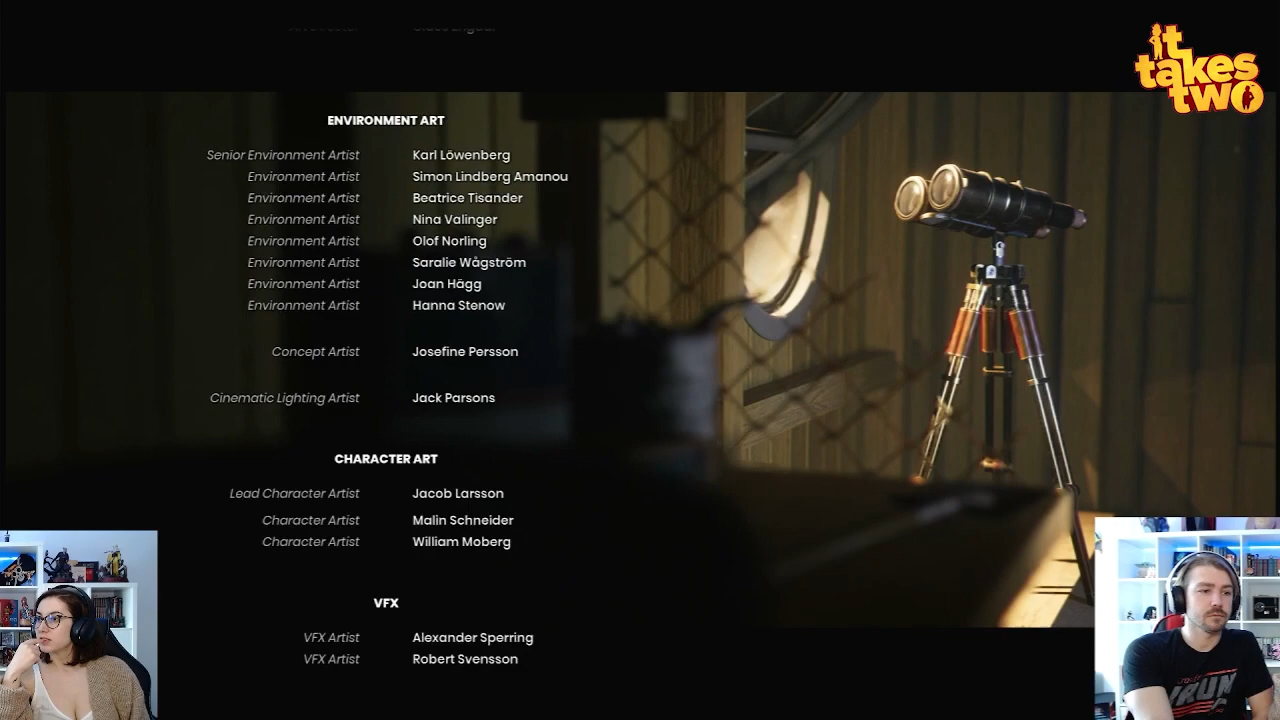 it
takes
two
ENVIRONMENT ART
Senior Environment Artist Karl Löwenberg
Environment Artist Simon Lindberg Amanou
Environment Artist Beatrice Tisander
Environment Artist Nina Valinger
Environment Artist Olof Norling
Environment Artist Saralie Wågström
Environment Artist Joan Hägg
Environment Artist Hanna Stenow
Concept Artist Josefine Persson
Cinematic Lighting Artist Jack Parsons
CHARACTER ART
Lead Character Artist Jacob Larsson
Character Artist Malin Schneider
Character Artist William Moberg
VFX
VFX Artist Alexander Sperring
VFX Artist Robert Svensson